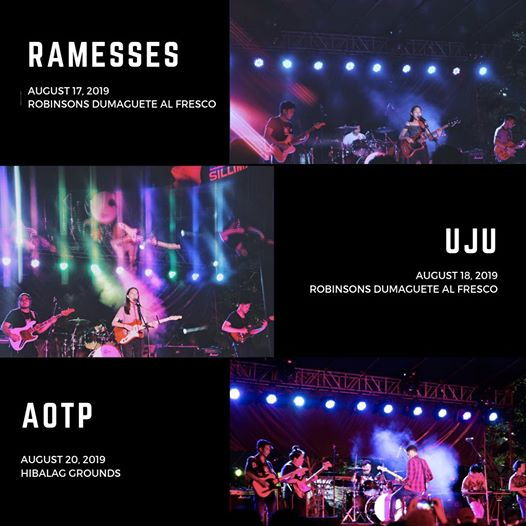 RAMESSES
AUGUST 17, 2019
ROBINSONS DUMAGUETE AL FRESCO
SILLIM
UJU
AUGUST 18, 2019
ROBINSONS DUMAGUETE AL FRESCO
AOTP
AUGUST 20, 2019
HIBALAG GROUNDS